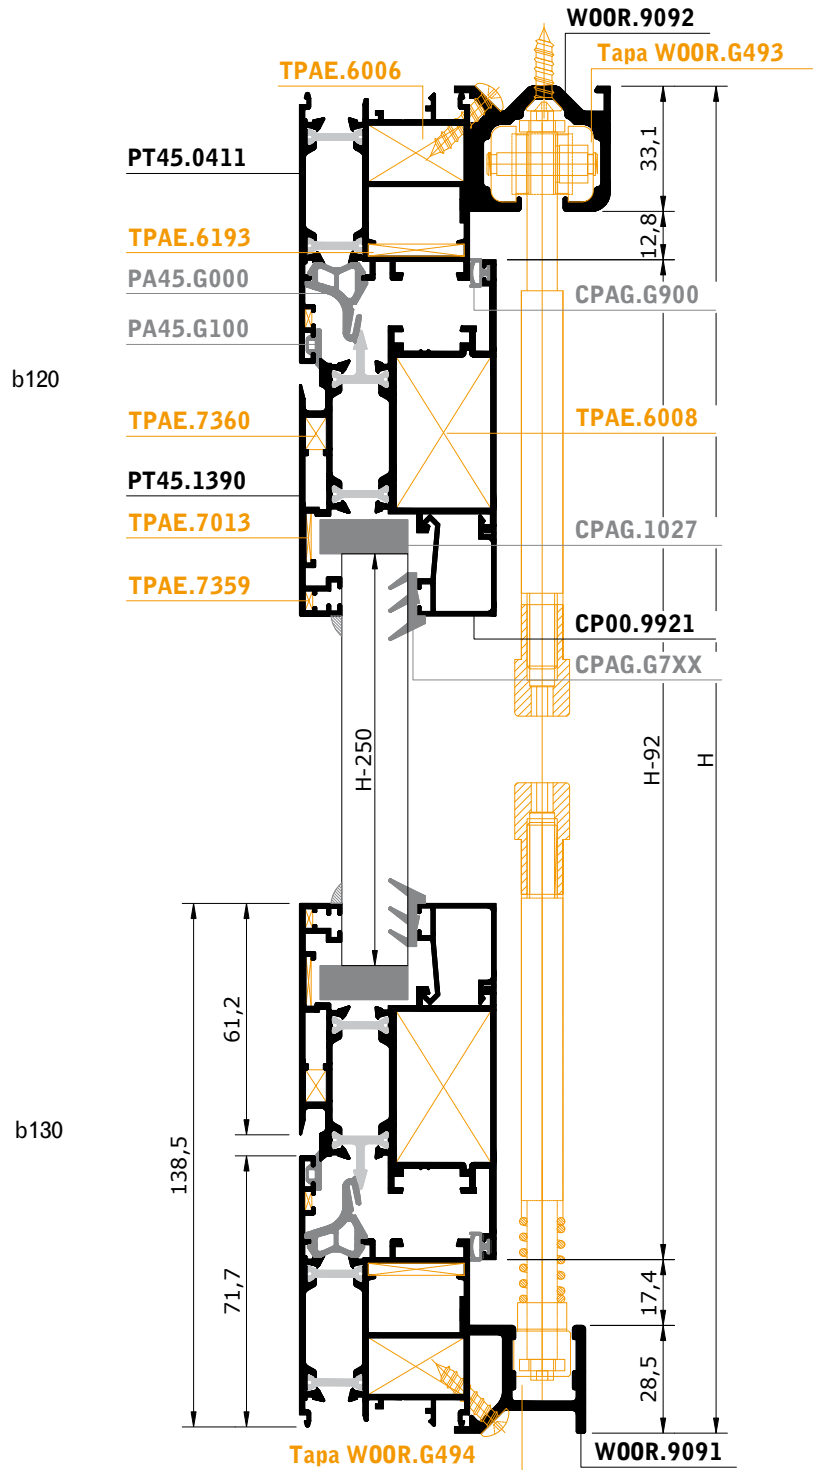 W00R.9092
Tapa W00R.G493
TPAE.6006
33,1
PT45.0411
12,8
TPAE.6193
PA45.G000
CPAG.G900
PA45.G100
b120
TPAE.7360
TPAE.6008
PT45.1390
TPAE.7013
CPAG.1027
TPAE.7359
CP00.9921
CPAG.G7XX
H-250
H-92
H
61,2
b130
138,5
71,7
17,4
28,5
Tapa W00R.G494
W00R.9091